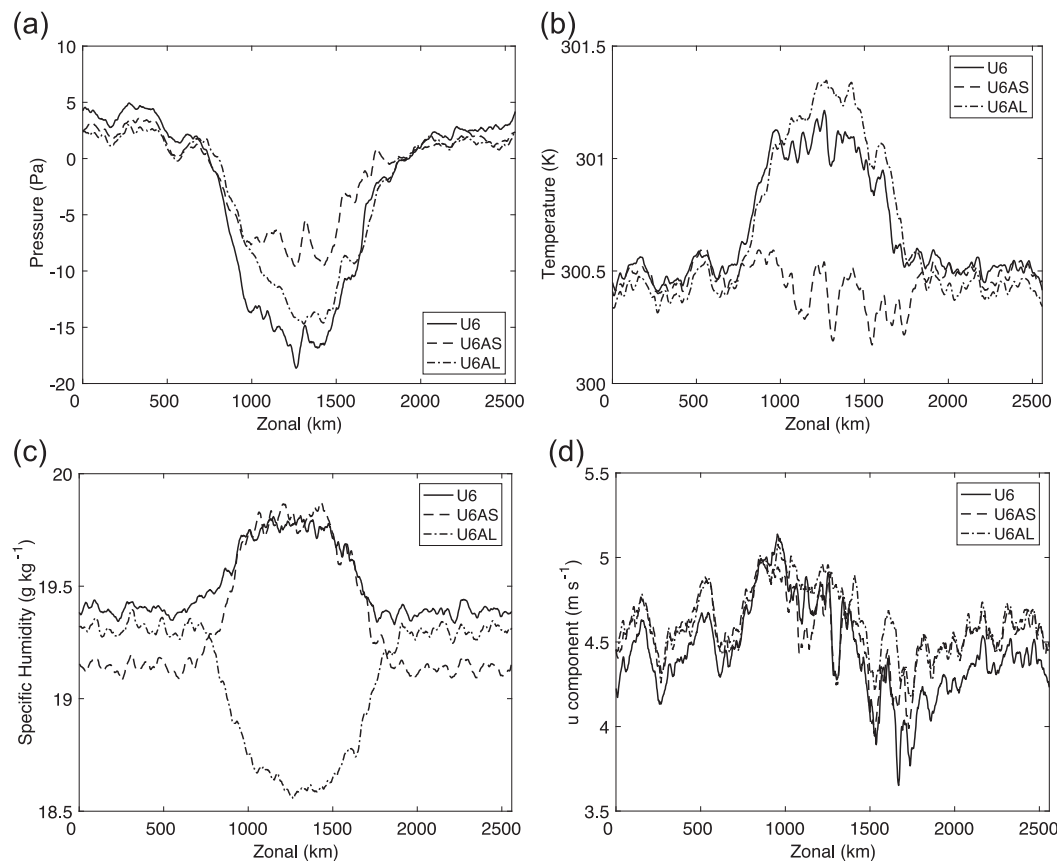 (a)
10
5
0
-5
-10
-15
-20
Pressure (Pa)
U6
U6AS
U6AL
0 500 1000 1500 2000 2500
Zonal (km)
(b)
301.5
301
300.5
300
Temperature (K)
U6
U6AS
U6AL
0 500 1000 1500 2000 2500
Zonal (km)
(c)
20
19.5
19
18.5
Specific Humidity (g kg-1)
U6
U6AS
U6AL
0 500 1000 1500 2000 2500
Zonal (km)
(d)
5.5
5
4.5
4
3.5
u component (m s-1)
U6
U6AS
U6AL
0 500 1000 1500 2000 2500
Zonal (km)